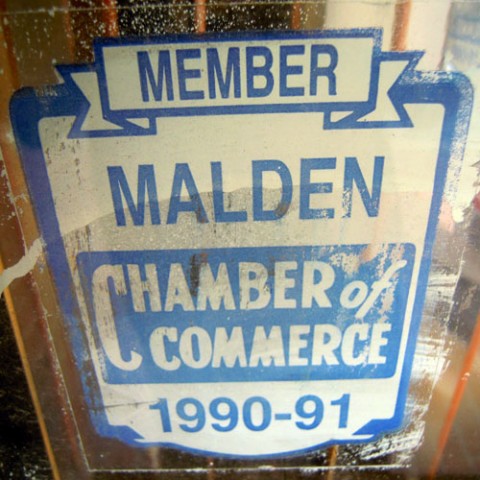 MEMBER
MALDEN
CHAMBER of
COMMERCE
1990-91